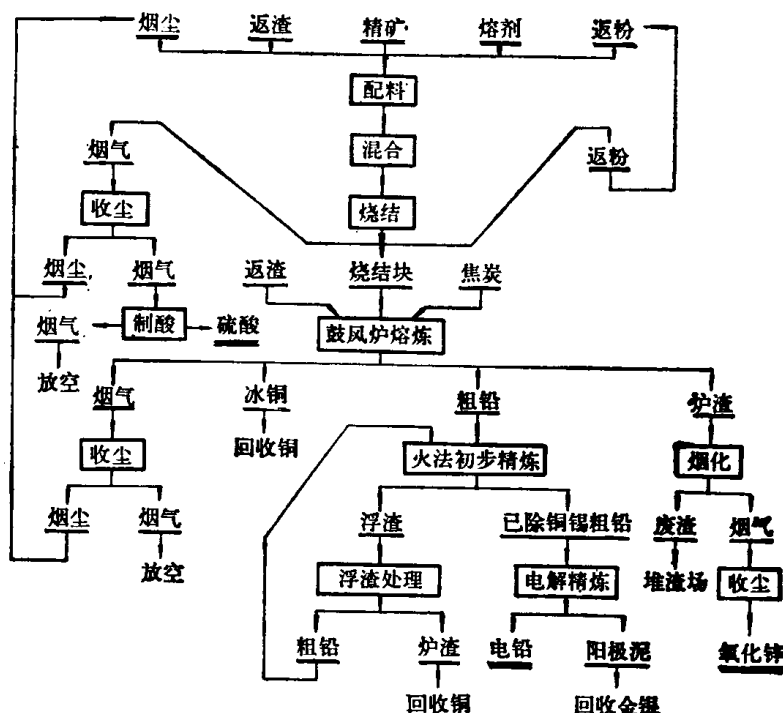 烟尘 返渣 精矿 熔剂 返粉
配料
烟气 混合 返粉
收尘 烧结
烟尘 烟气 返渣 烧结块 焦炭
烟气 制酸 硫酸 鼓风炉熔炼
放空
烟气 冰铜 粗铅 炉渣
收尘 回收铜 火法初步精炼 烟化
烟尘 烟气 浮渣 已除铜锡粗铅 废渣 烟气
放空 浮渣处理 电解精炼 堆渣场 收尘
粗铅 炉渣 电铅 阳极泥 氧化锌
回收铜 回收金银